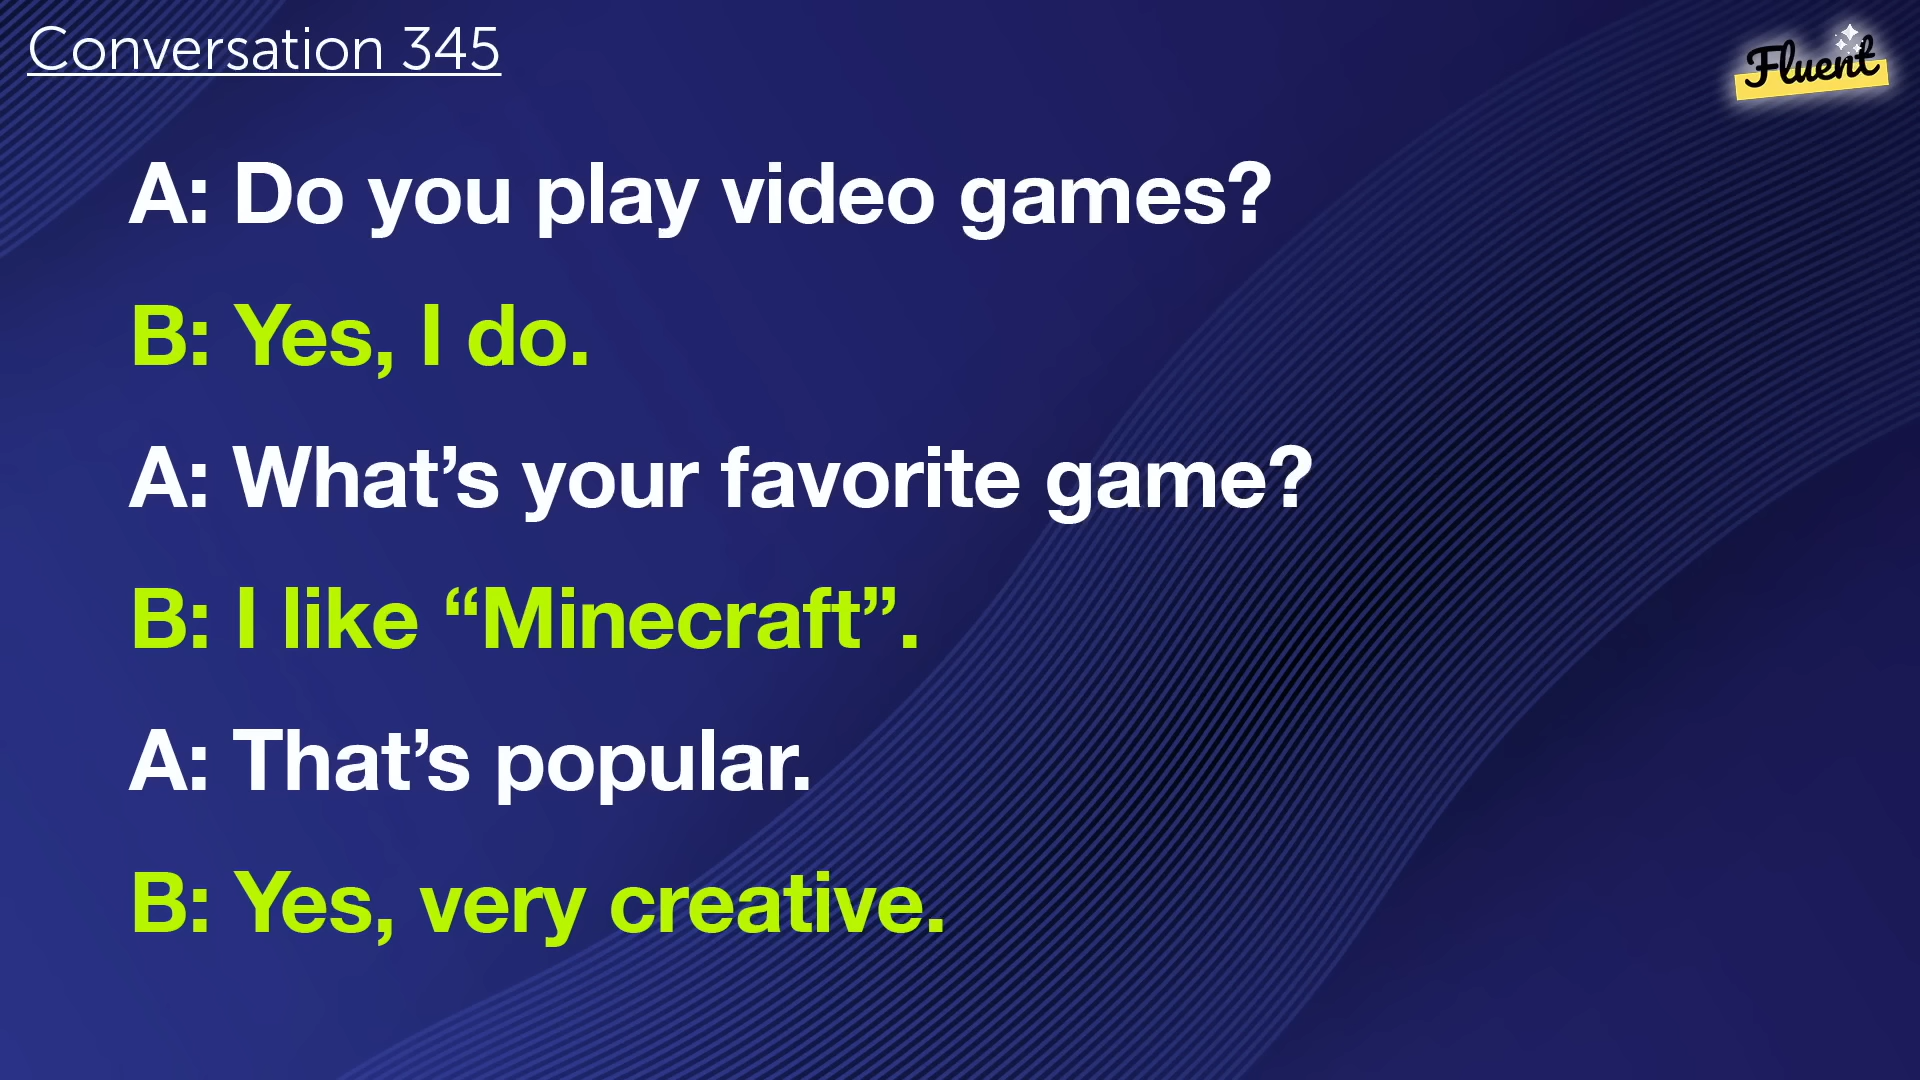 Conversation 345
Fluent
A: Do you play video games?
B: Yes, I do.
A: What’s your favorite game?
B: I like “Minecraft”.
A: That’s popular.
B: Yes, very creative.